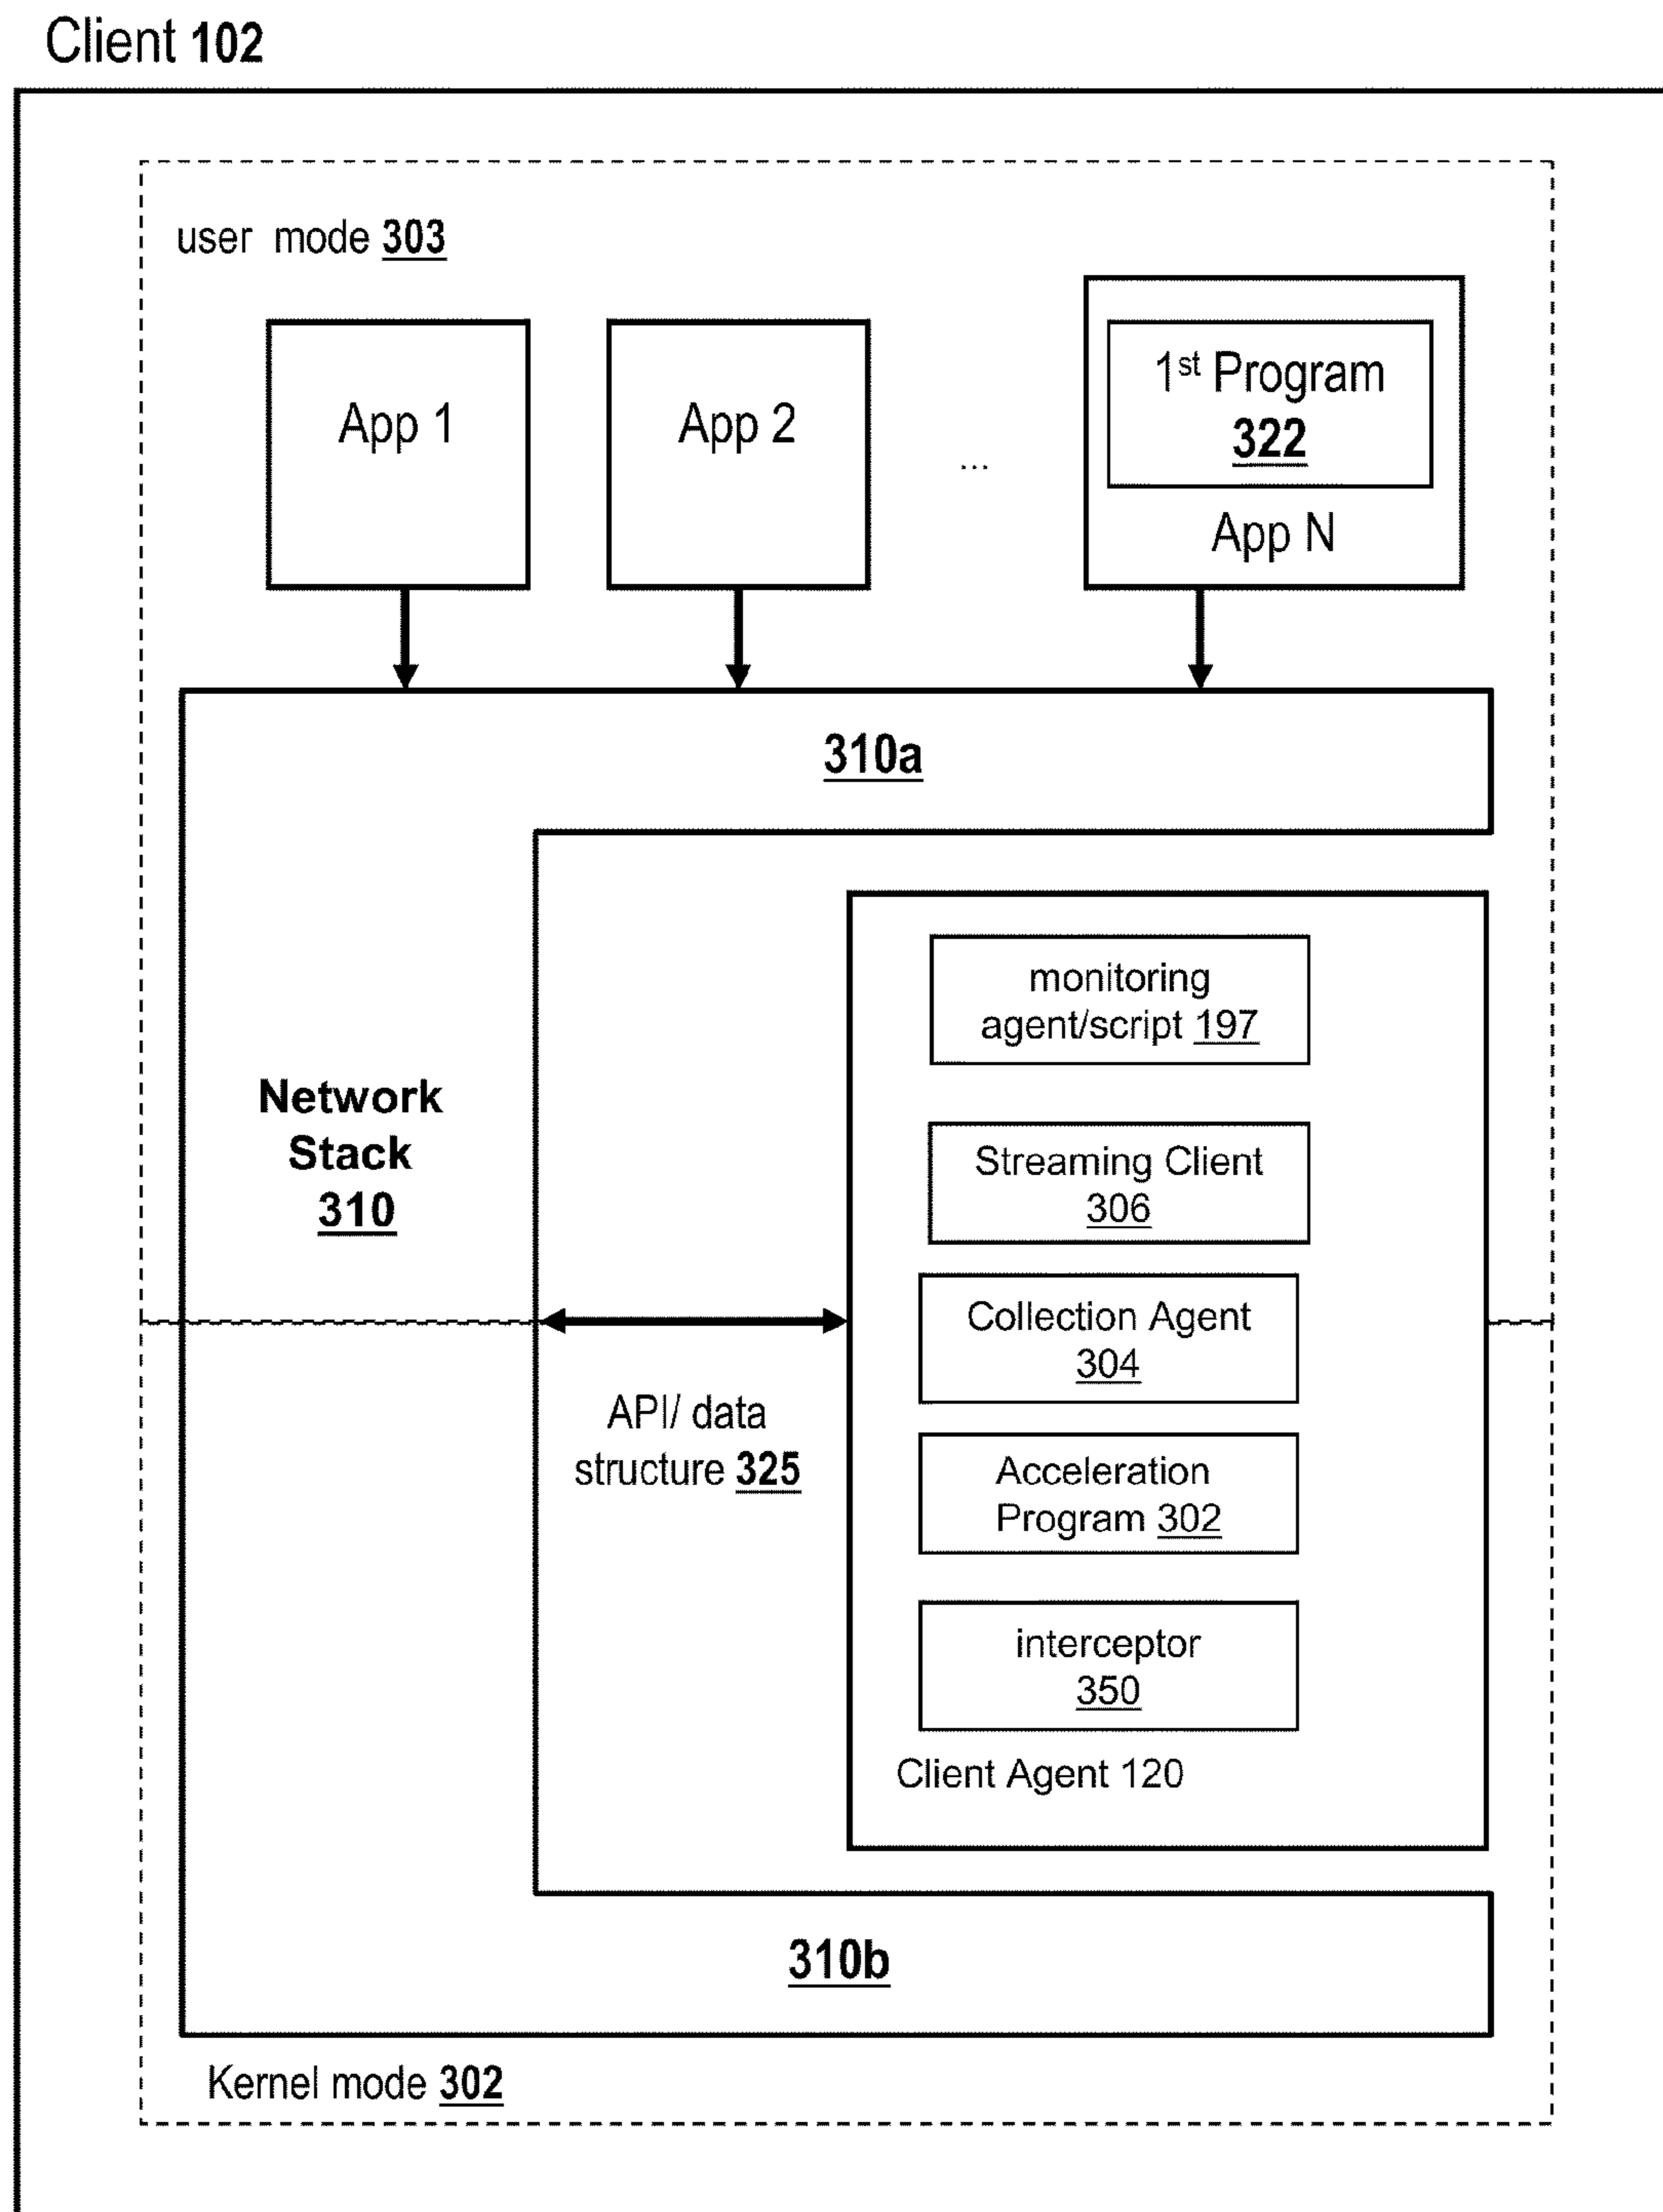 Client 102
user mode 303
App 1
App 2
...
1st Program
322
App N
310a
Network
Stack
310
monitoring
agent/script 197
Streaming Client
306
Collection Agent
304
API/ data
structure 325
Acceleration
Program 302
interceptor
350
Client Agent 120
310b
Kernel mode 302